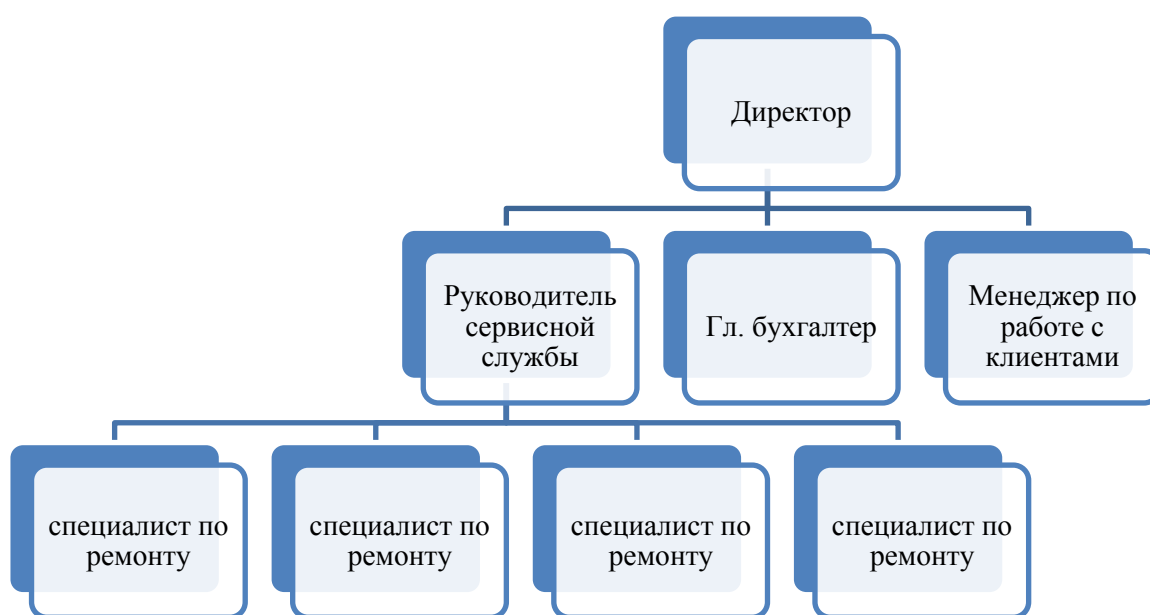 Директор
Руководитель
сервисной
службы
Гл. бухгалтер
Менеджер по
работе с
клиентами
специалист по
ремонту
специалист по
ремонту
специалист по
ремонту
специалист по
ремонту